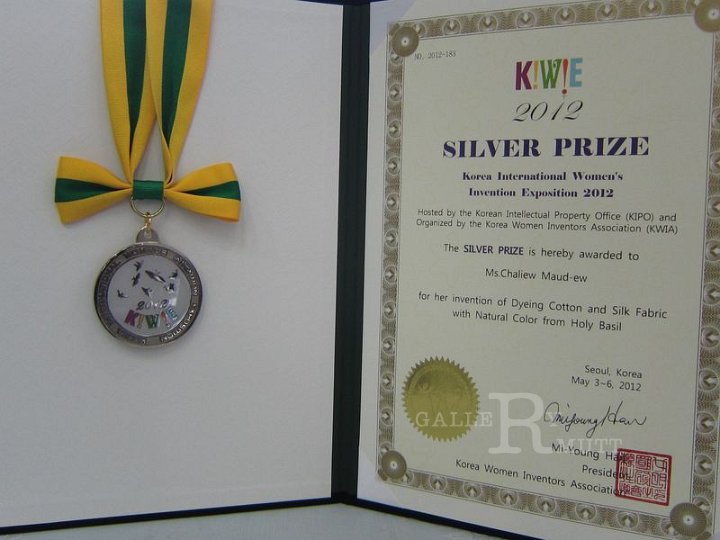 2012
KIWIE
NO. 2012-183
K!W!E
2012
SILVER PRIZE
Korea International Women's
Invention Exposition 2012
Hosted by the Korean Intellectual Property Office (KIPO) and
Organized by the Korea Women Inventors Association (KWIA)
The SILVER PRIZE is hereby awarded to
Ms.Chaliew Maud-ew
for her invention of Dyeing Cotton and Silk Fabric
with Natural Color from Holy Basil
Seoul, Korea
May 3~6, 2012
GALLERY
MUTT
Mi-Young Han
President
Korea Women Inventors Association